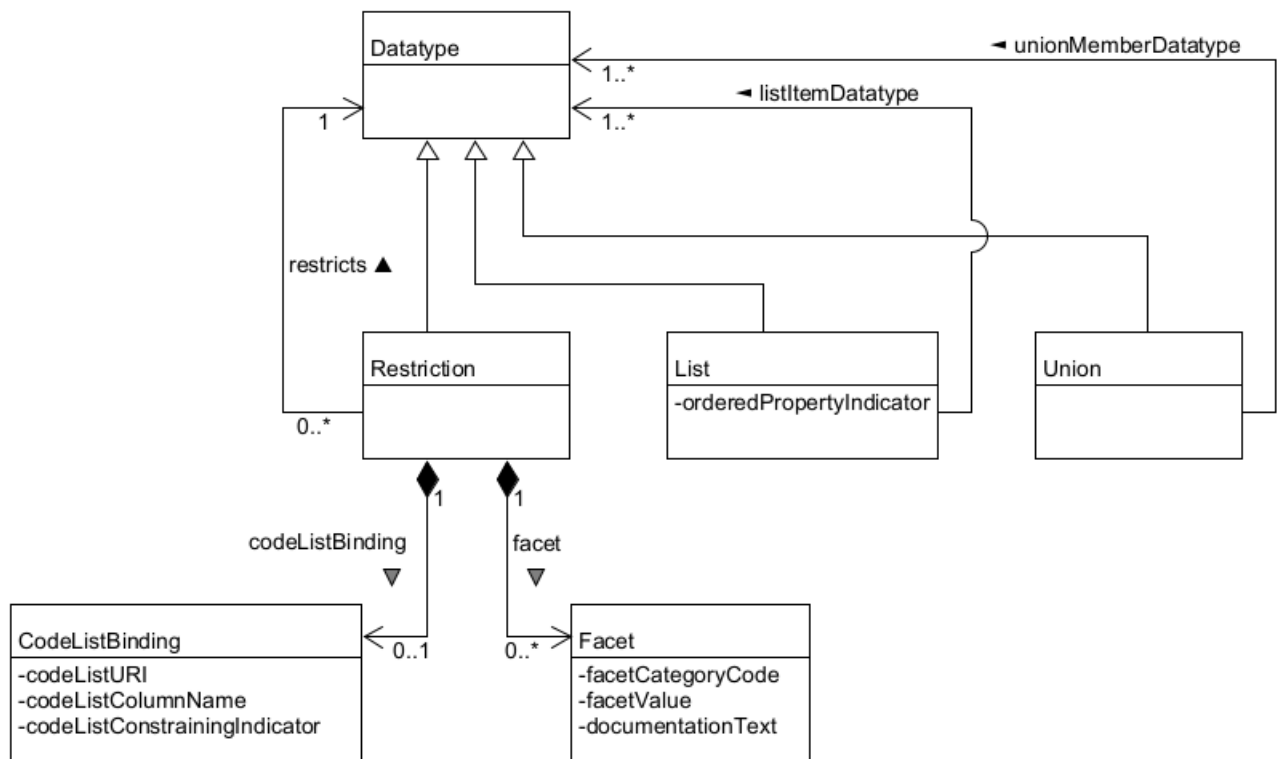 Datatype
◄ unionMemberDatatype
1..*
◄ listItemDatatype
1
1..*
restricts ▲
Restriction
List
-orderedPropertyIndicator
Union
0..*
1
1
codeListBinding
▼
facet
▼
CodeListBinding
-codeListURI
-codeListColumnName
-codeListConstrainingIndicator
0..1
0..*
Facet
-facetCategoryCode
-facetValue
-documentationText